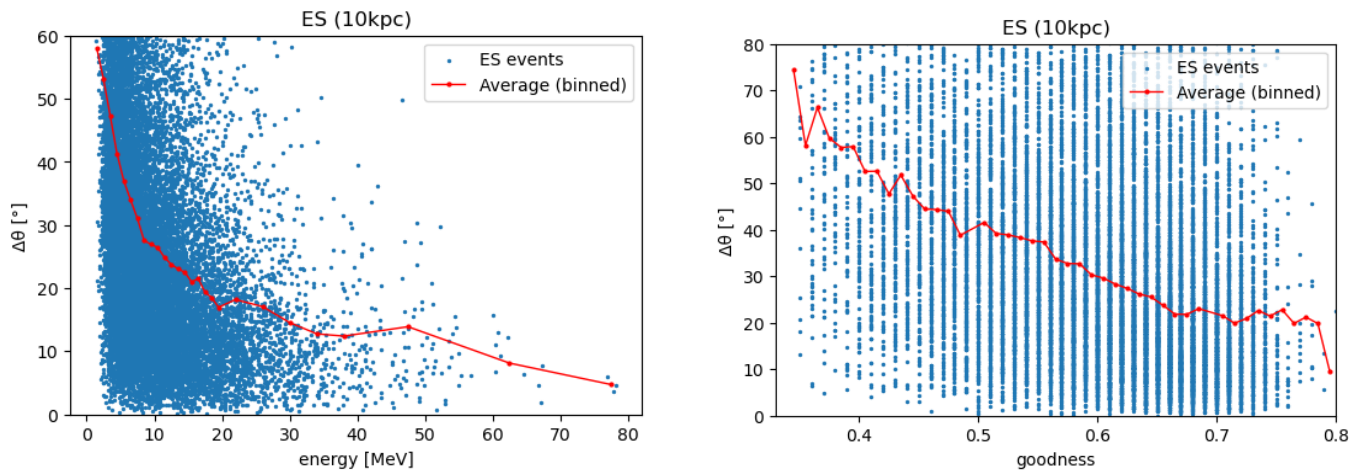 ES (10kpc)
60
50
40
30
20
10
0
Δθ [°]
ES events
Average (binned)
0 10 20 30 40 50 60 70 80
energy [MeV]
ES (10kpc)
80
70
60
50
40
30
20
10
0
Δθ [°]
ES events
Average (binned)
0.4 0.5 0.6 0.7 0.8
goodness